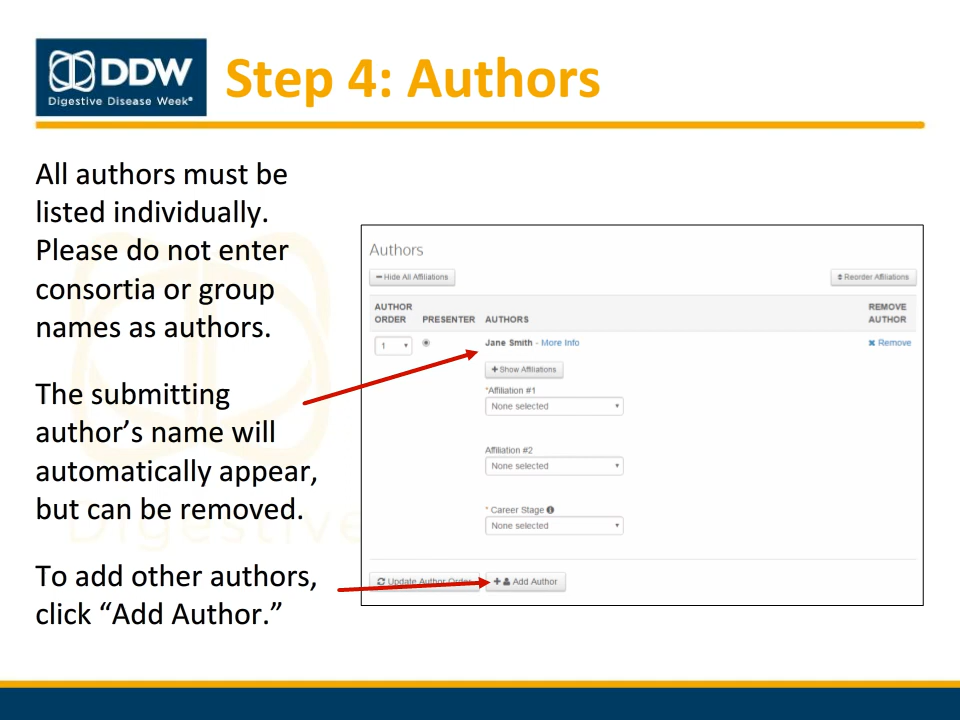 DDW
Digestive Disease Week®
Step 4: Authors
All authors must be
listed individually.
Please do not enter
consortia or group
names as authors.
The submitting
author's name will
automatically appear,
but can be removed.
To add other authors,
click “Add Author.”
Authors
Hide All Affiliations
Reorder Affiliations
AUTHOR
ORDER PRESENTER AUTHORS
REMOVE
AUTHOR
1
Jane Smith - More Info
Remove
Show Affiliations
*Affiliation #1
None selected
Affiliation #2
None selected
* Career Stage
None selected
Update Author Order
Add Author
Digestive